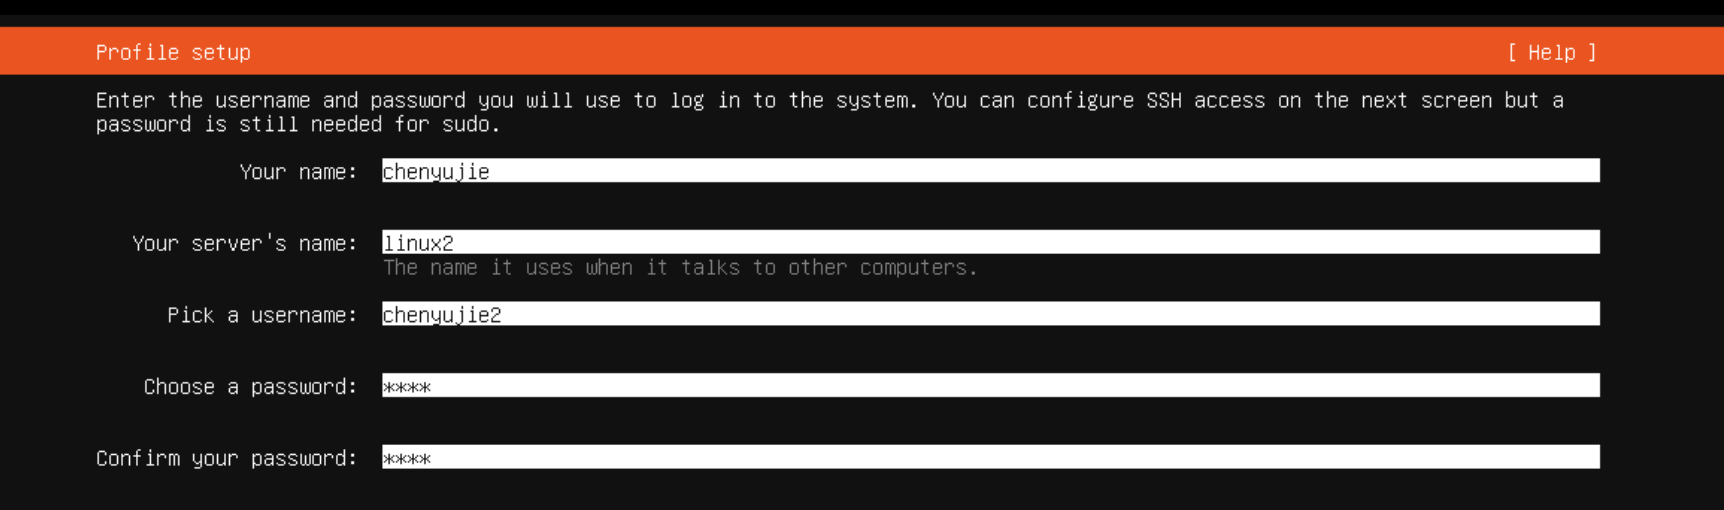 Profile setup [ Help ]
Enter the username and password you will use to log in to the system. You can configure SSH access on the next screen but a
password is still needed for sudo.
Your name: chenyujie
Your server's name: linux2
The name it uses when it talks to other computers.
Pick a username: chenyujie2
Choose a password: ****
Confirm your password: ****